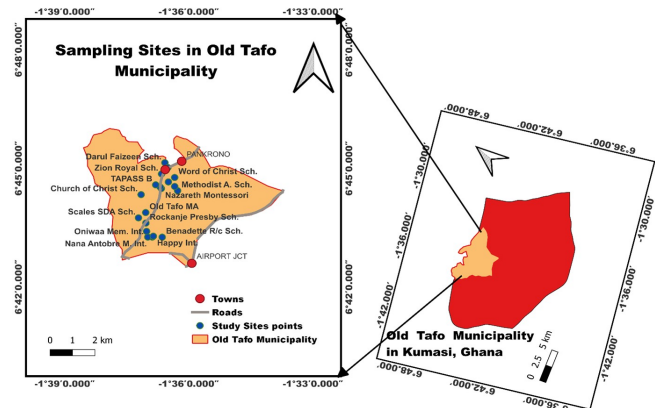 -1°39′0.000″ -1°36′0.000″ -1°33′0.000″
6°48′0.000″
6°48′0.000″
Sampling Sites in Old Tafo
Municipality
6°45′0.000″
6°45′0.000″
6°42′0.000″
6°42′0.000″
Darul Faizeen Sch.
PANKRONO
Zion Royal Sch.
Word of Christ Sch.
TAPASS B
Methodist A. Sch.
Church of Christ Sch.
Nazareth Montessori
Old Tafo MA
Scales SDA Sch.
Rockanje Presby Sch.
Oniwaa Mem. Int.
Benadette R/c Sch.
Nana Antobre M. Int.
Happy Int.
AIRPORT JCT
Towns
Roads
Study Sites points
Old Tafo Municipality
0 1 2 km
-1°39′0.000″ -1°36′0.000″ -1°33′0.000″
6°48.000′ 6°42.000′ 6°36.000′
-1°30.000′
-1°36.000′
-1°42.000′
-1°30.000′
-1°36.000′
-1°42.000′
Old Tafo Municipality
in Kumasi, Ghana
0 2.5 5 km
6°48.000′ 6°42.000′ 6°36.000′